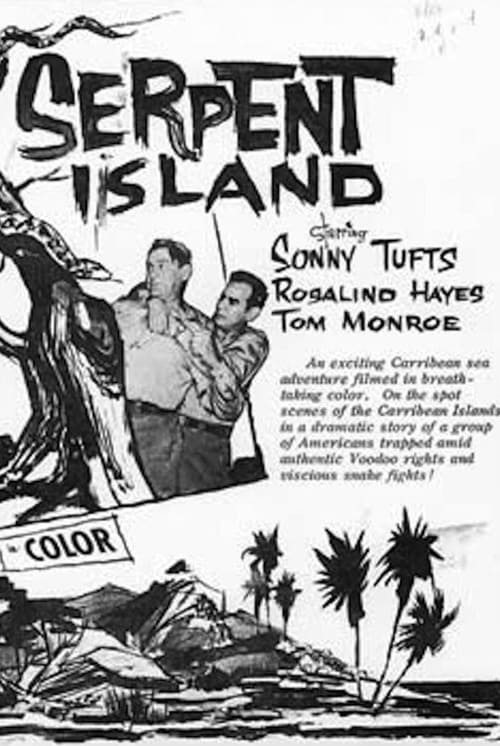 SERPENT
ISLAND
Starring
SONNY TUFTS
ROSALIND HAYES
TOM MONROE
An exciting Carribean sea
adventure filmed in breath-
taking color. On the spot
scenes of the Carribean Islands
in a dramatic story of a group
of Americans trapped amid
authentic Voodoo rights and
viscious snake fights!
in COLOR